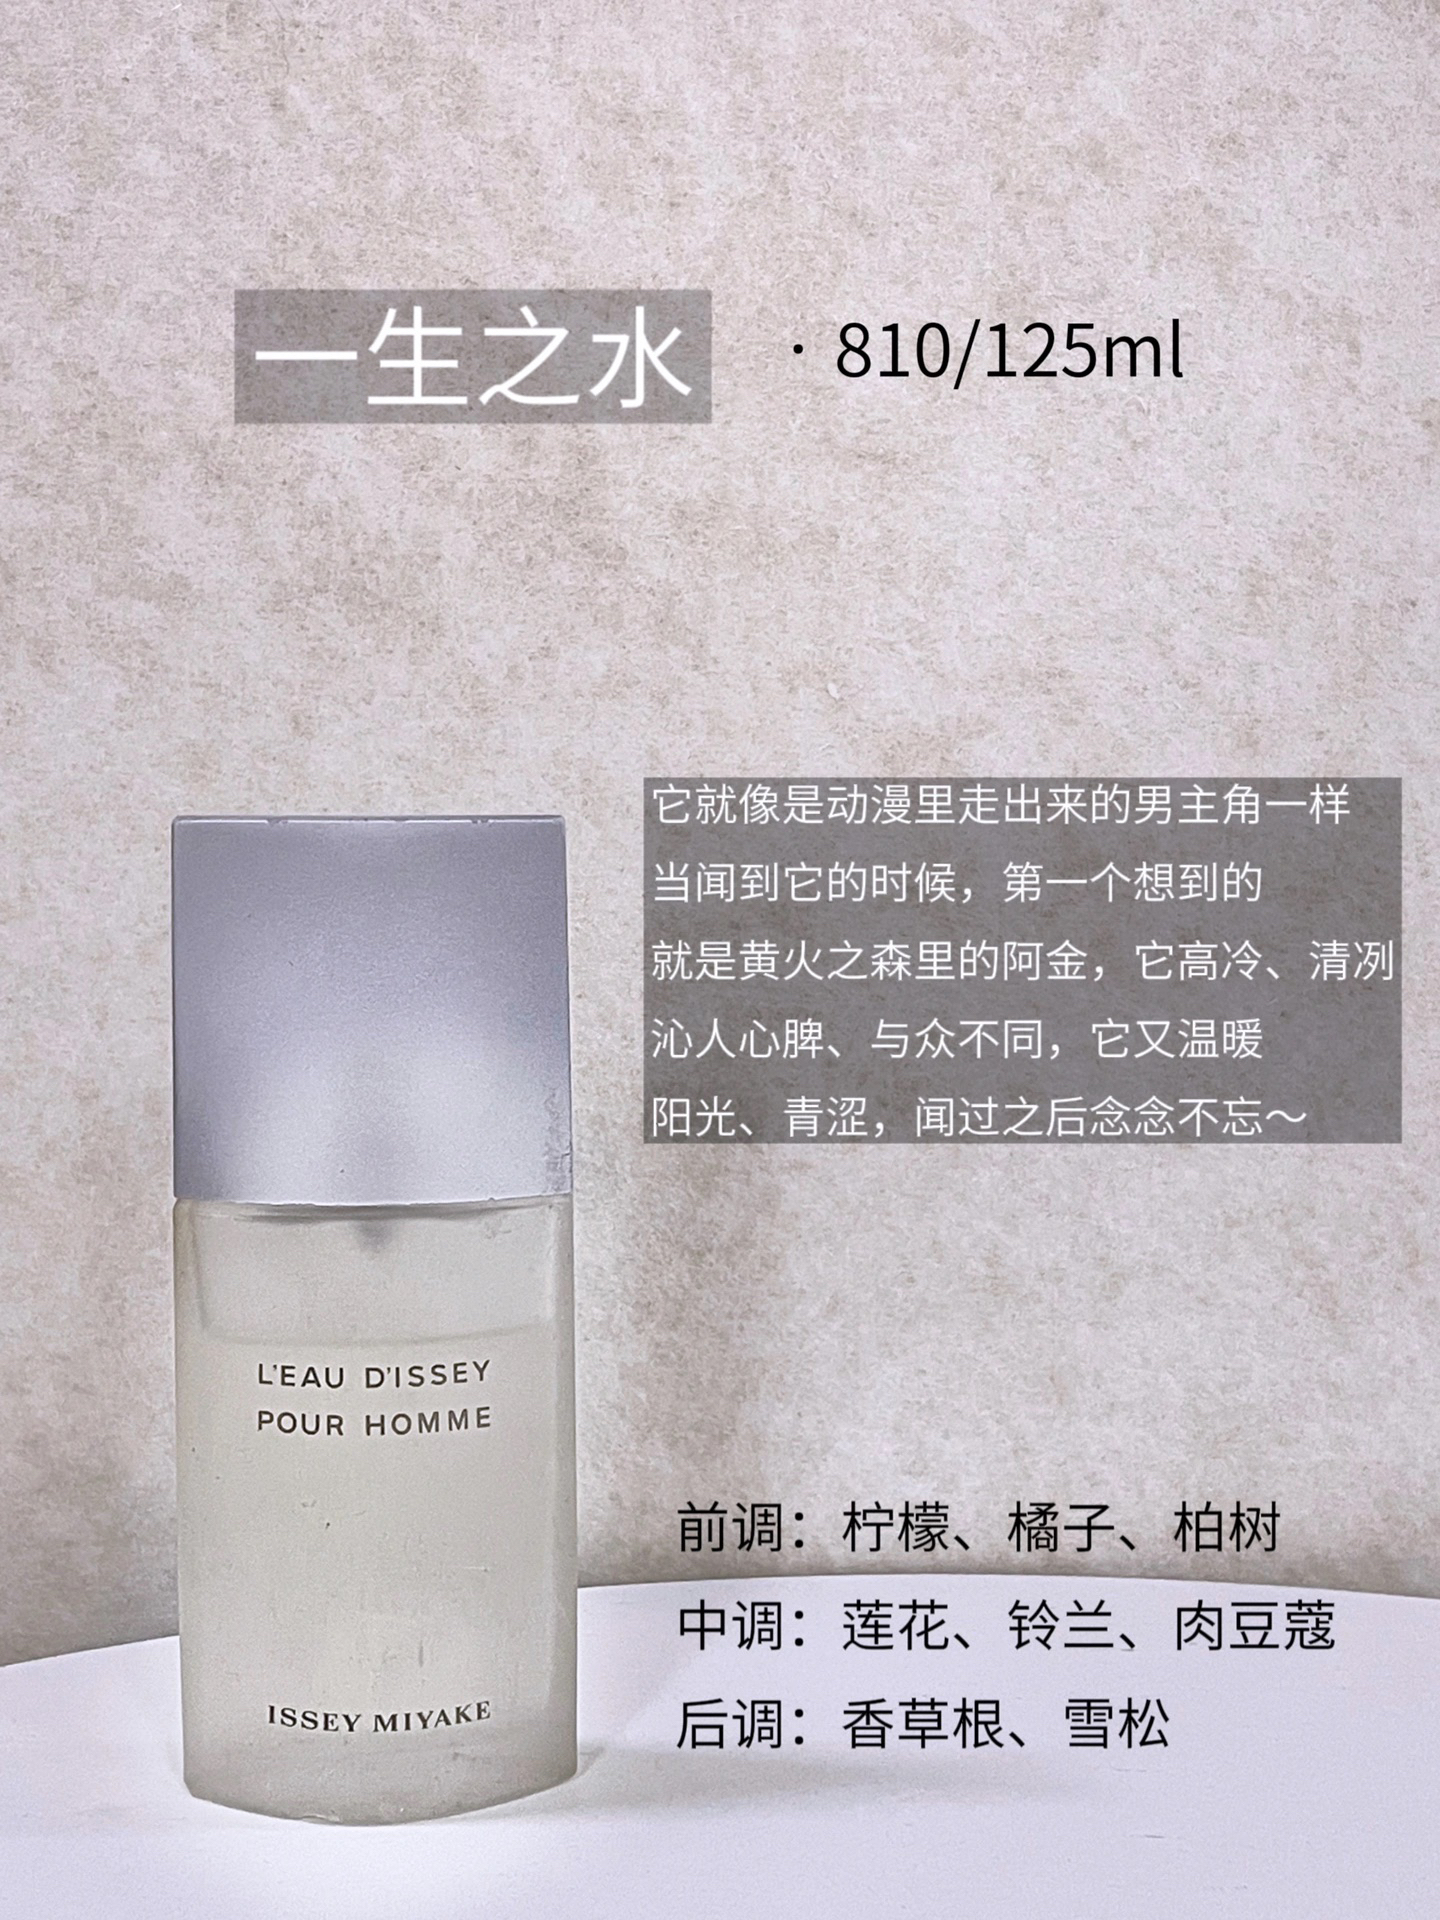 一生之水
· 810/125ml
它就像是动漫里走出来的男主角一样
当闻到它的时候，第一个想到的
就是黄火之森里的阿金，它高冷、清冽
沁人心脾、与众不同，它又温暖
阳光、青涩，闻过之后念念不忘～
L'EAU D'ISSEY
POUR HOMME
ISSEY MIYAKE
前调：柠檬、橘子、柏树
中调：莲花、铃兰、肉豆蔻
后调：香草根、雪松